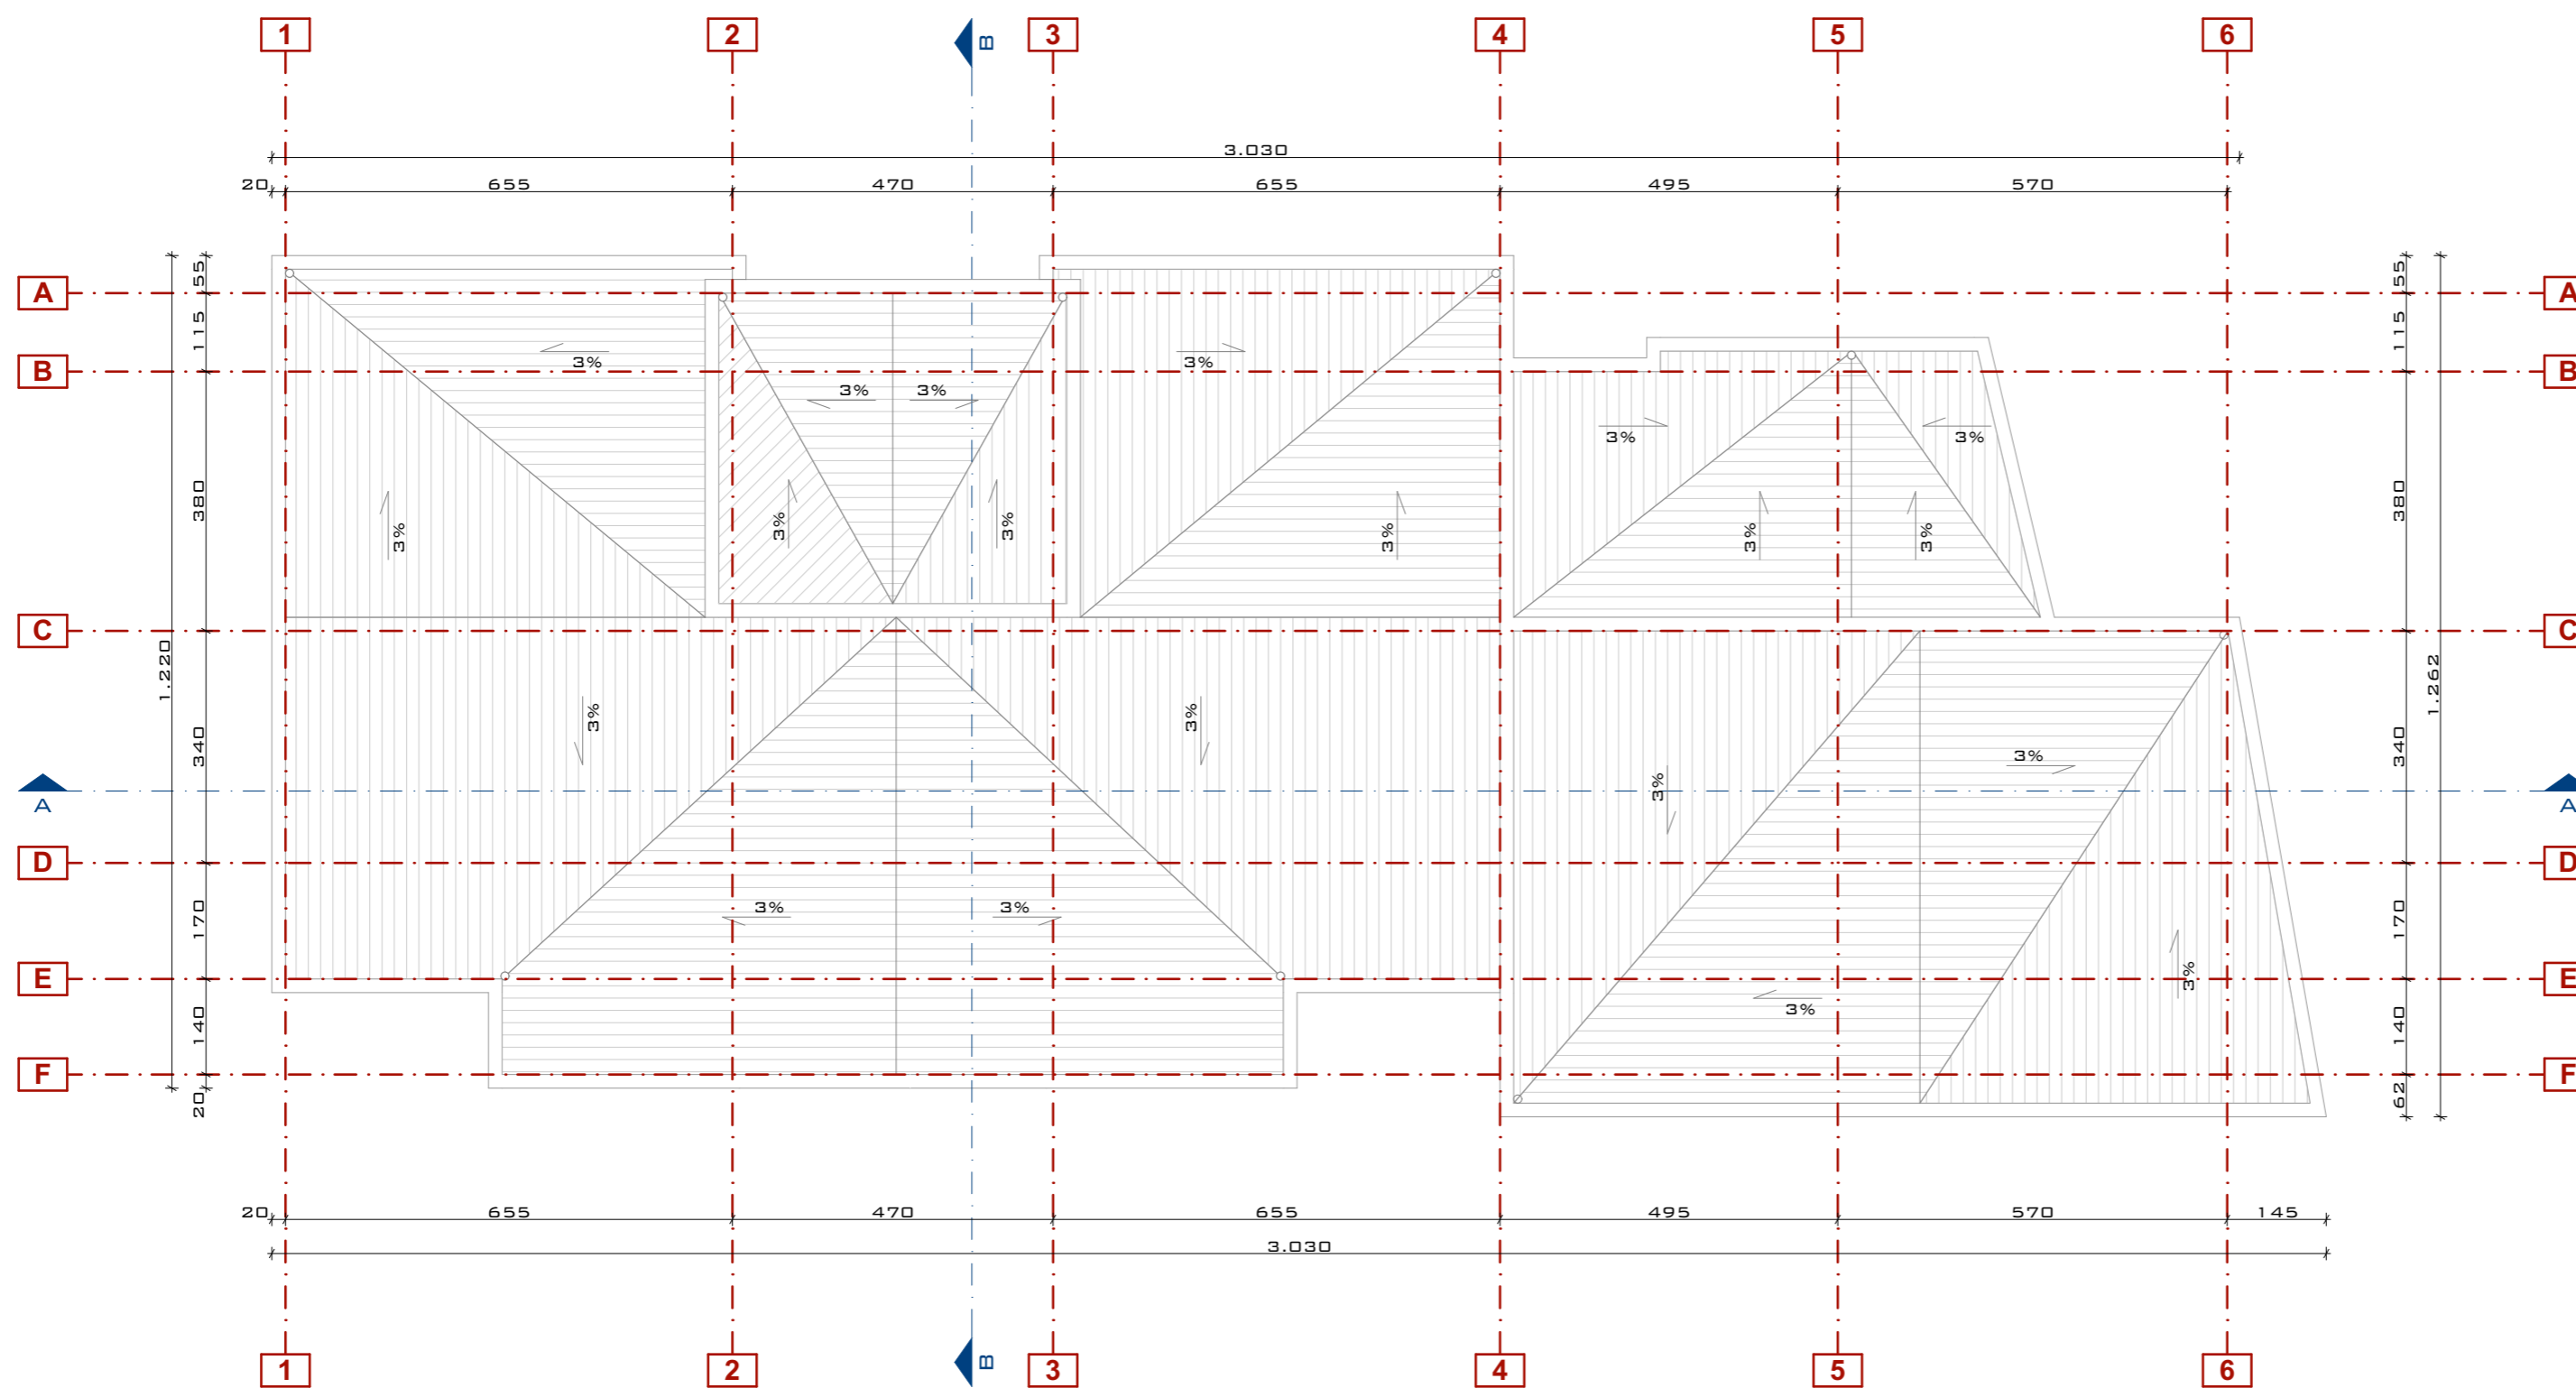 1 2 B 3 4 5 6
3.030
20 655 470 655 495 570
55 55
A A
115 3% 3% 115
B B
3% 3%
3% 3%
380 380
3% 3% 3% 3% 3% 3%
C C
1.220 1.262
3% 3%
340 340
3% 3%
A A
D D
170 3% 3% 170
E 3% E
3%
140 140
F F
20 62
20 655 470 655 495 570 145
3.030
1 2 B 3 4 5 6